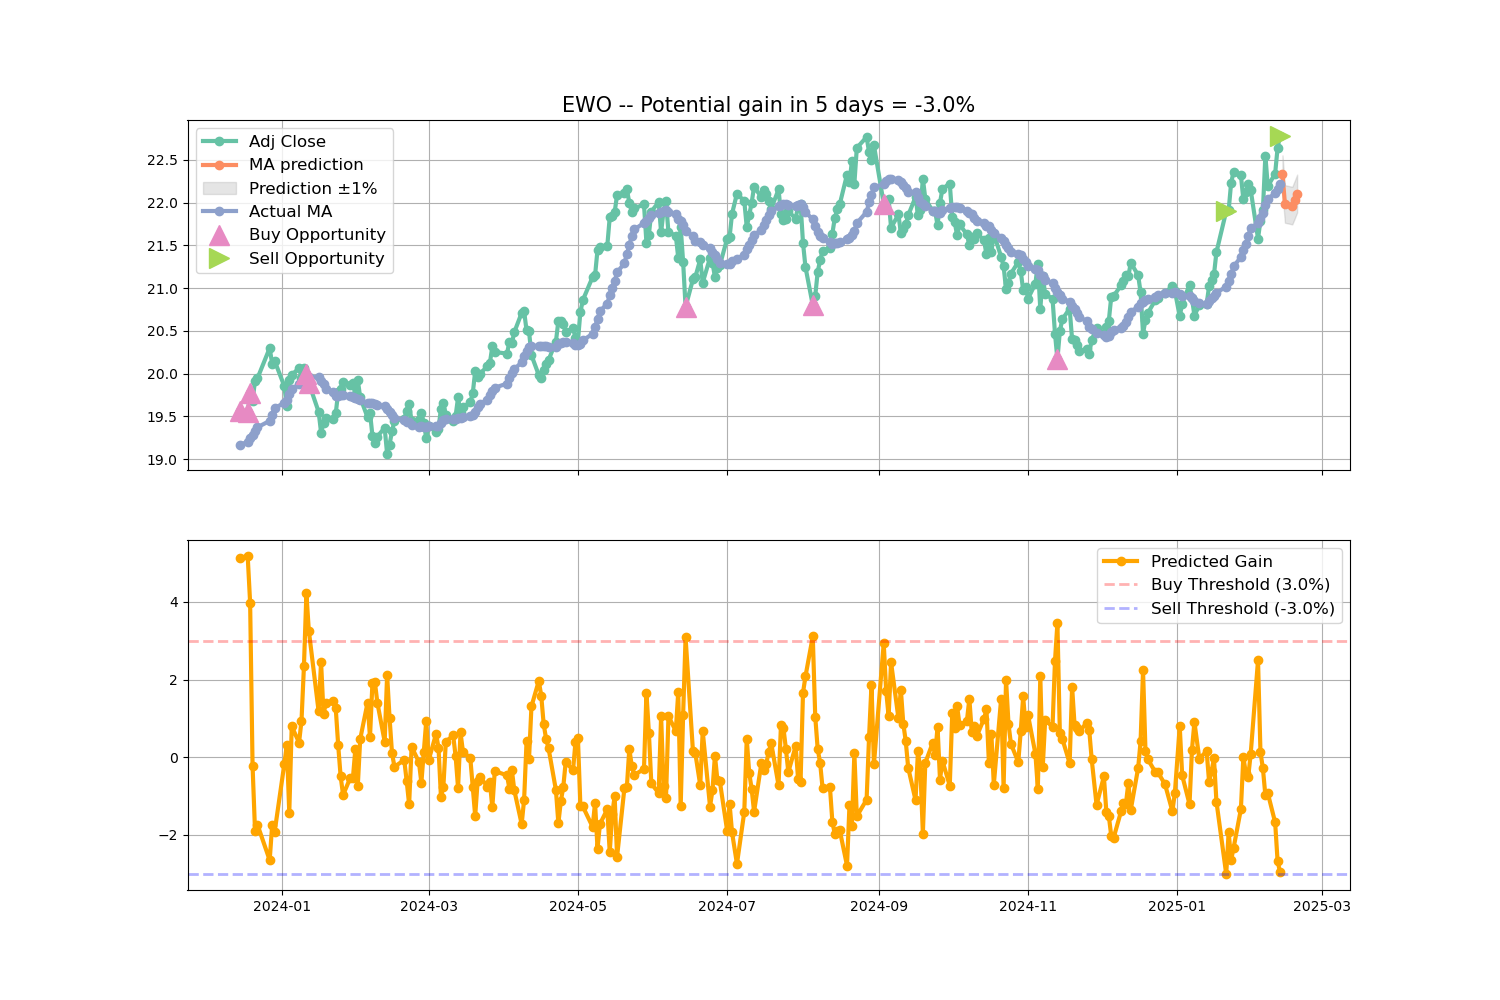 EWO -- Potential gain in 5 days = -3.0%
Adj Close
MA prediction
Prediction ±1%
Actual MA
Buy Opportunity
Sell Opportunity
22.5
22.0
21.5
21.0
20.5
20.0
19.5
19.0
Predicted Gain
Buy Threshold (3.0%)
Sell Threshold (-3.0%)
4
2
0
−2
2024-01
2024-03
2024-05
2024-07
2024-09
2024-11
2025-01
2025-03